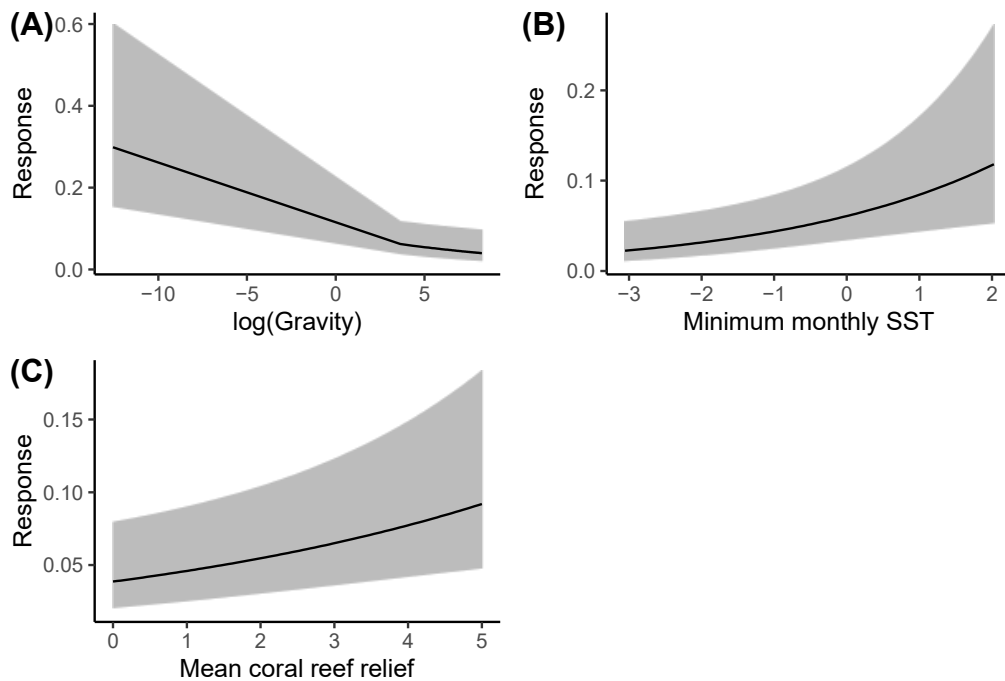 (A)
Response
0.6
0.4
0.2
0.0
−10 −5 0 5
log(Gravity)
(B)
Response
0.2
0.1
0.0
−3 −2 −1 0 1 2
Minimum monthly SST
(C)
Response
0.15
0.10
0.05
0 1 2 3 4 5
Mean coral reef relief